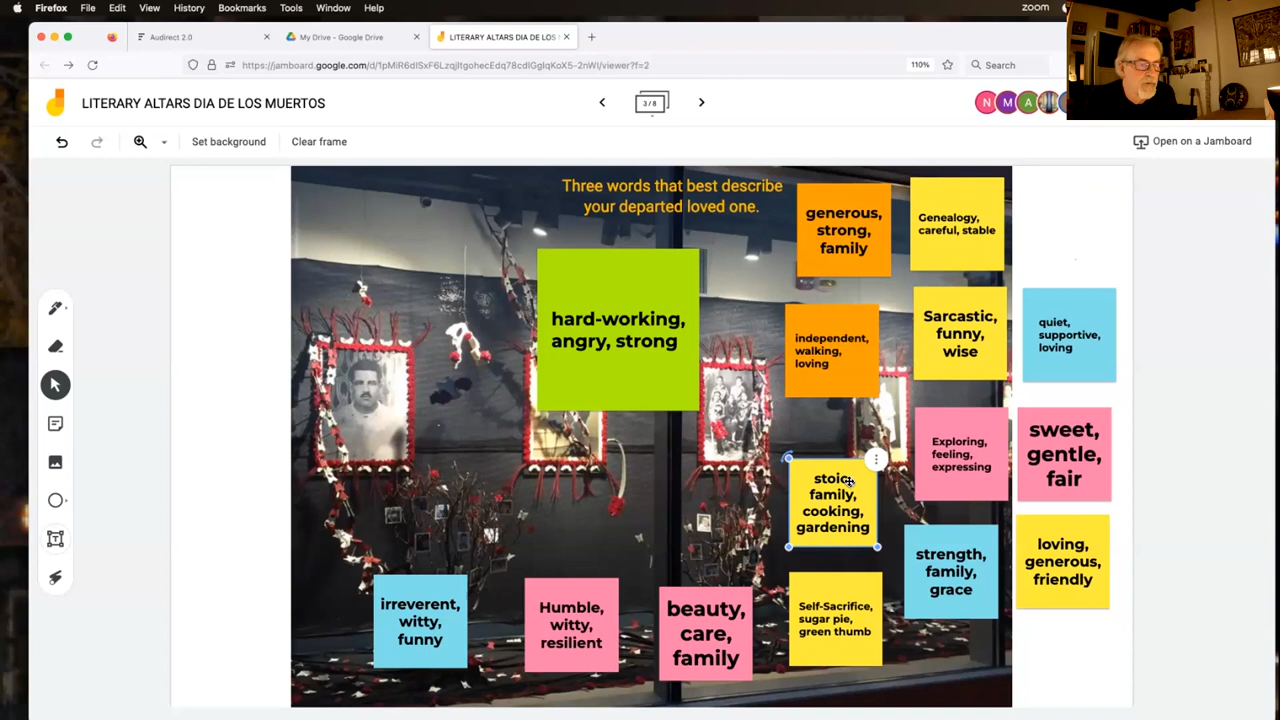 Firefox File Edit View History Bookmarks Tools Window Help
zoom
Audirect 2.0
My Drive - Google Drive
LITERARY ALTARS DIA DE LOS
110%
Search
LITERARY ALTARS DIA DE LOS MUERTOS
3/8
N M A
Set background
Clear frame
Open on a Jamboard
Three words that best describe
your departed loved one.
generous,
strong,
family
Genealogy,
careful, stable
hard-working,
angry, strong
independent,
walking,
loving
Sarcastic,
funny,
wise
quiet,
supportive,
loving
Exploring,
feeling,
expressing
sweet,
gentle,
fair
stoic,
family,
cooking,
gardening
strength,
family,
grace
loving,
generous,
friendly
irreverent,
witty,
funny
Humble,
witty,
resilient
beauty,
care,
family
Self-Sacrifice,
sugar pie,
green thumb